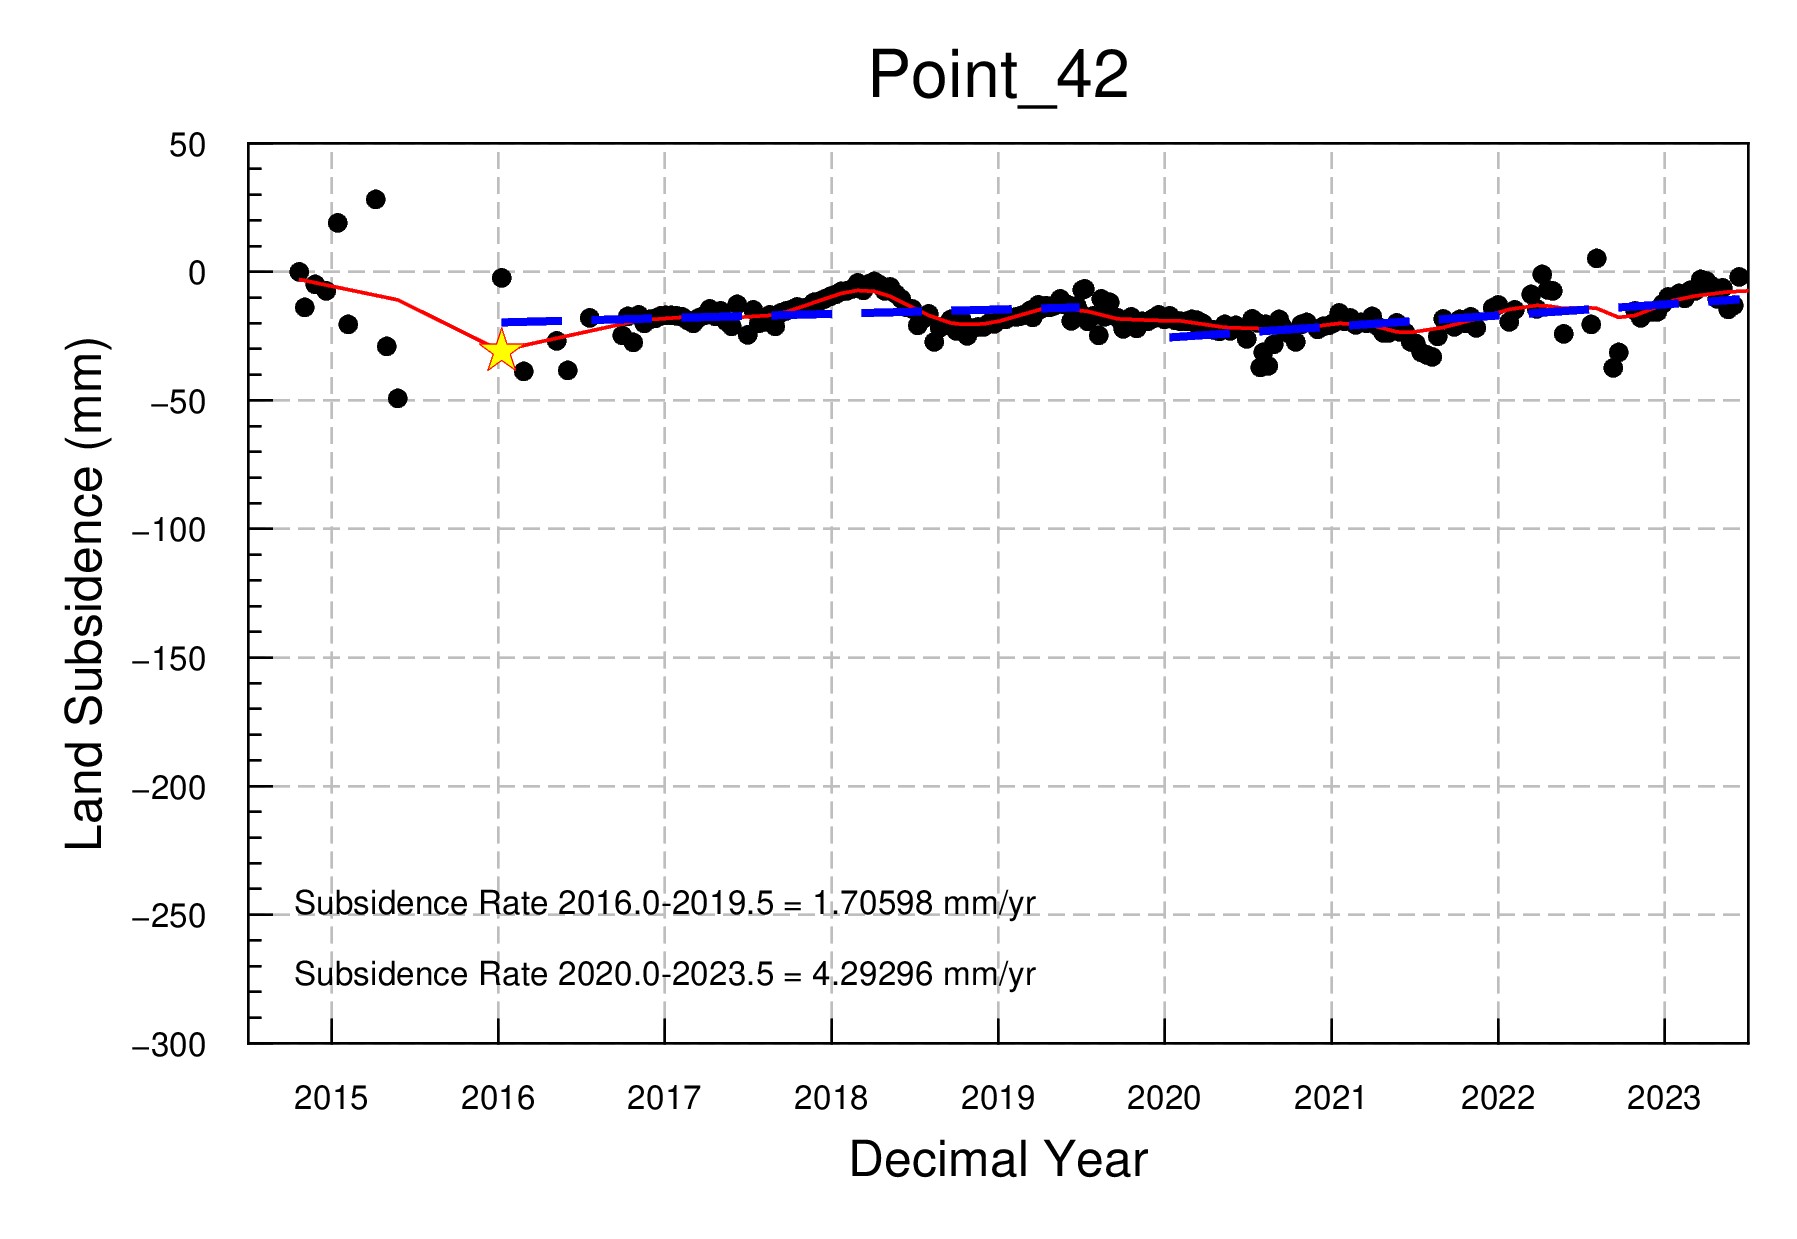 Point_42
Land Subsidence (mm)
50
0
−50
−100
−150
−200
−250
−300
Subsidence Rate 2016.0-2019.5 = 1.70598 mm/yr
Subsidence Rate 2020.0-2023.5 = 4.29296 mm/yr
2015 2016 2017 2018 2019 2020 2021 2022 2023
Decimal Year